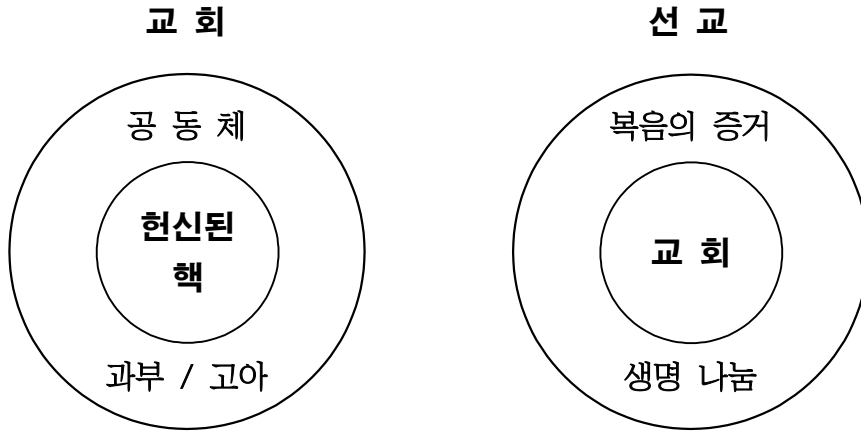 교 회
공 동 체
헌신된
핵
과부 / 고아
선 교
복음의 증거
교 회
생명 나눔